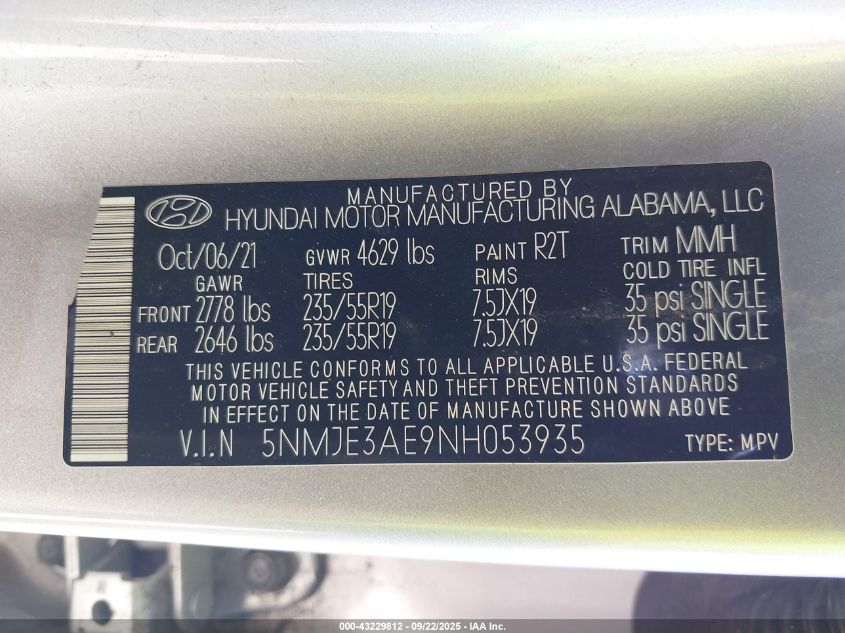 MANUFACTURED BY
HYUNDAI MOTOR MANUFACTURING ALABAMA, LLC
Oct/06/21 GVWR 4629 lbs PAINT R2T TRIM MMH
GAWR TIRES RIMS COLD TIRE INFL
FRONT 2778 lbs 235/55R19 7.5JX19 35 psi SINGLE
REAR 2646 lbs 235/55R19 7.5JX19 35 psi SINGLE
THIS VEHICLE CONFORMS TO ALL APPLICABLE U.S.A. FEDERAL
MOTOR VEHICLE SAFETY AND THEFT PREVENTION STANDARDS
IN EFFECT ON THE DATE OF MANUFACTURE SHOWN ABOVE
V.I.N 5NMJE3AE9NH053935 TYPE: MPV
000-43229812 - 09/22/2025 - IAA Inc.